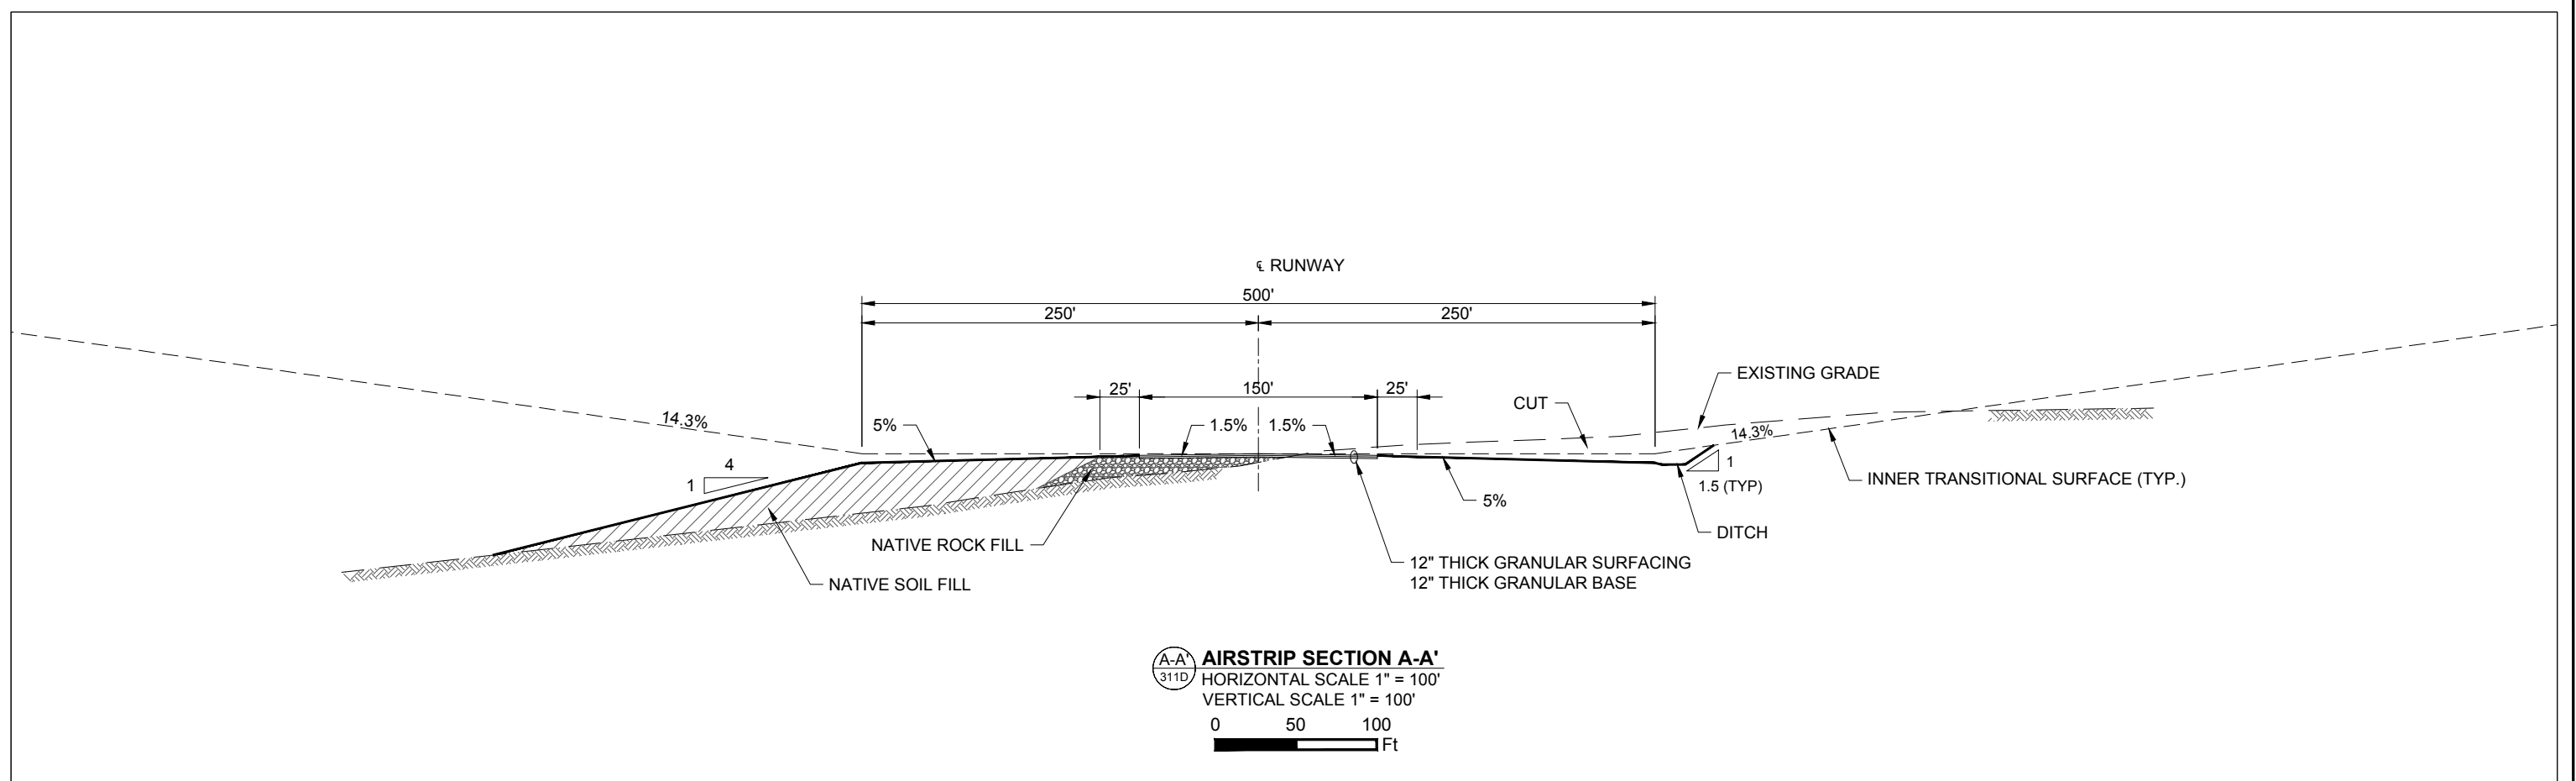 ℄ RUNWAY
500'
250'
250'
EXISTING GRADE
25'
150'
25'
CUT
14.3%
5%
1.5%
1.5%
14.3%
4
1
1
1.5 (TYP)
INNER TRANSITIONAL SURFACE (TYP.)
5%
DITCH
NATIVE ROCK FILL
12" THICK GRANULAR SURFACING
12" THICK GRANULAR BASE
NATIVE SOIL FILL
A-A'
311D
AIRSTRIP SECTION A-A'
HORIZONTAL SCALE 1" = 100'
VERTICAL SCALE 1" = 100'
0 50 100
Ft